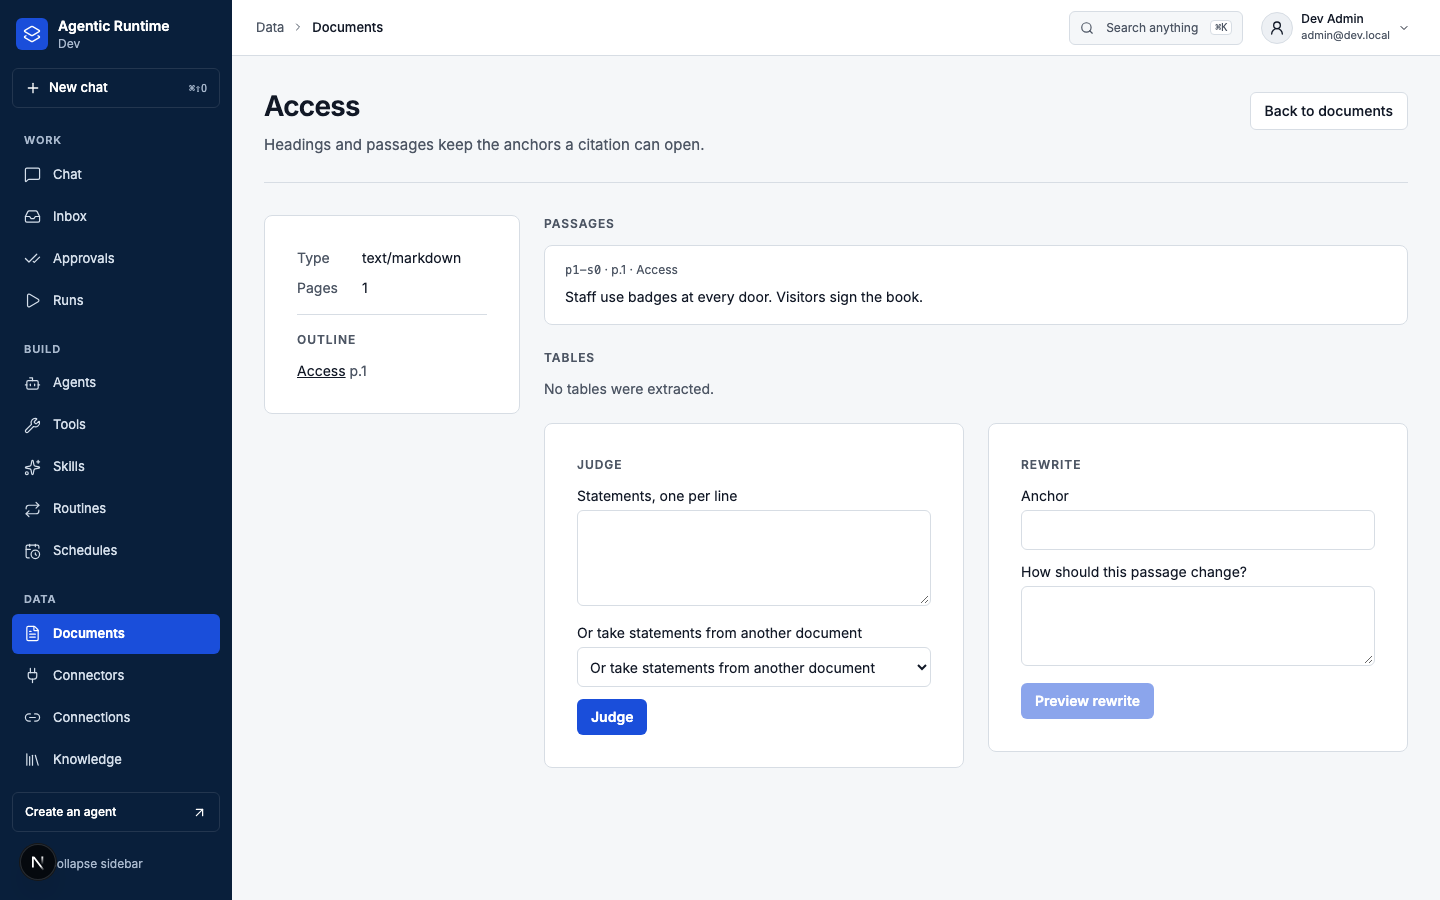 Agentic Runtime
Dev
New chat ⌘⇧O
WORK
Chat
Inbox
Approvals
Runs
BUILD
Agents
Tools
Skills
Routines
Schedules
DATA
Documents
Connectors
Connections
Knowledge
Create an agent
N ollapse sidebar
Data > Documents
Search anything ⌘K
Dev Admin
admin@dev.local
Access
Back to documents
Headings and passages keep the anchors a citation can open.
Type text/markdown
Pages 1
OUTLINE
Access p.1
PASSAGES
p1-s0 · p.1 · Access
Staff use badges at every door. Visitors sign the book.
TABLES
No tables were extracted.
JUDGE
Statements, one per line
Or take statements from another document
Or take statements from another document
Judge
REWRITE
Anchor
How should this passage change?
Preview rewrite